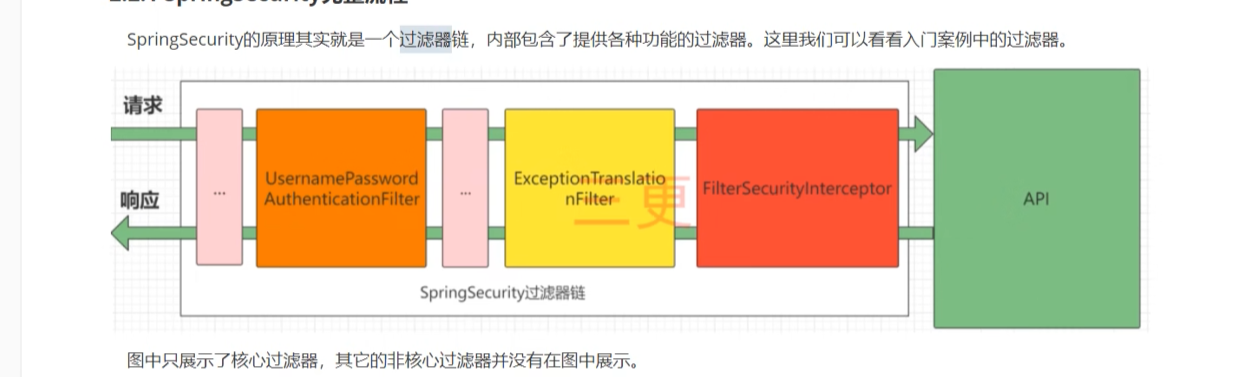 SpringSecurity的原理其实就是一个过滤器链，内部包含了提供各种功能的过滤器。这里我们可以看看入门案例中的过滤器。
请求
响应
...
UsernamePassword
AuthenticationFilter
...
ExceptionTranslatio
nFilter
三更
FilterSecurityInterceptor
API
SpringSecurity过滤器链
图中只展示了核心过滤器，其它的非核心过滤器并没有在图中展示。